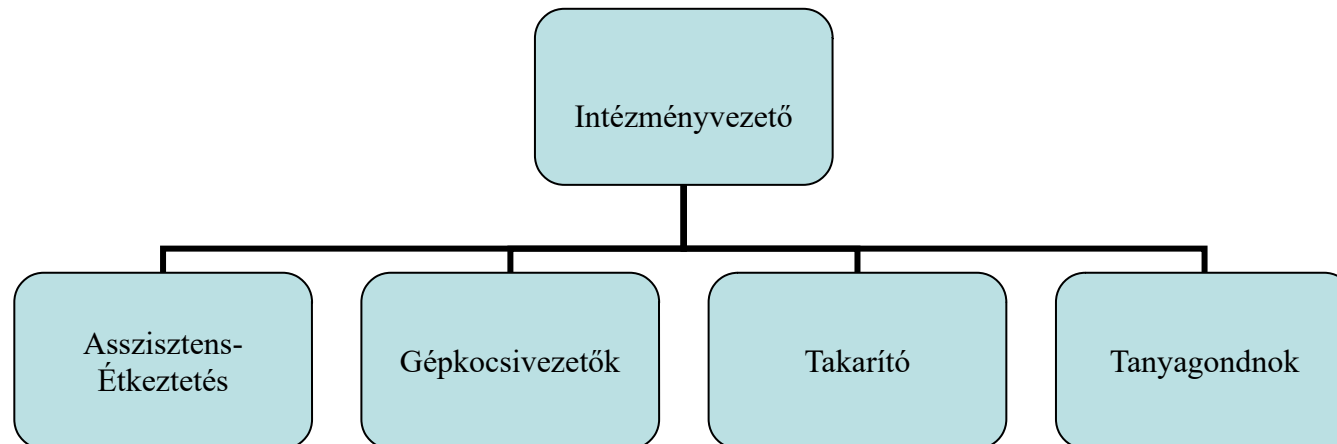 Intézményvezető
Asszisztens-
Étkeztetés
Gépkocsivezetők
Takarító
Tanyagondnok